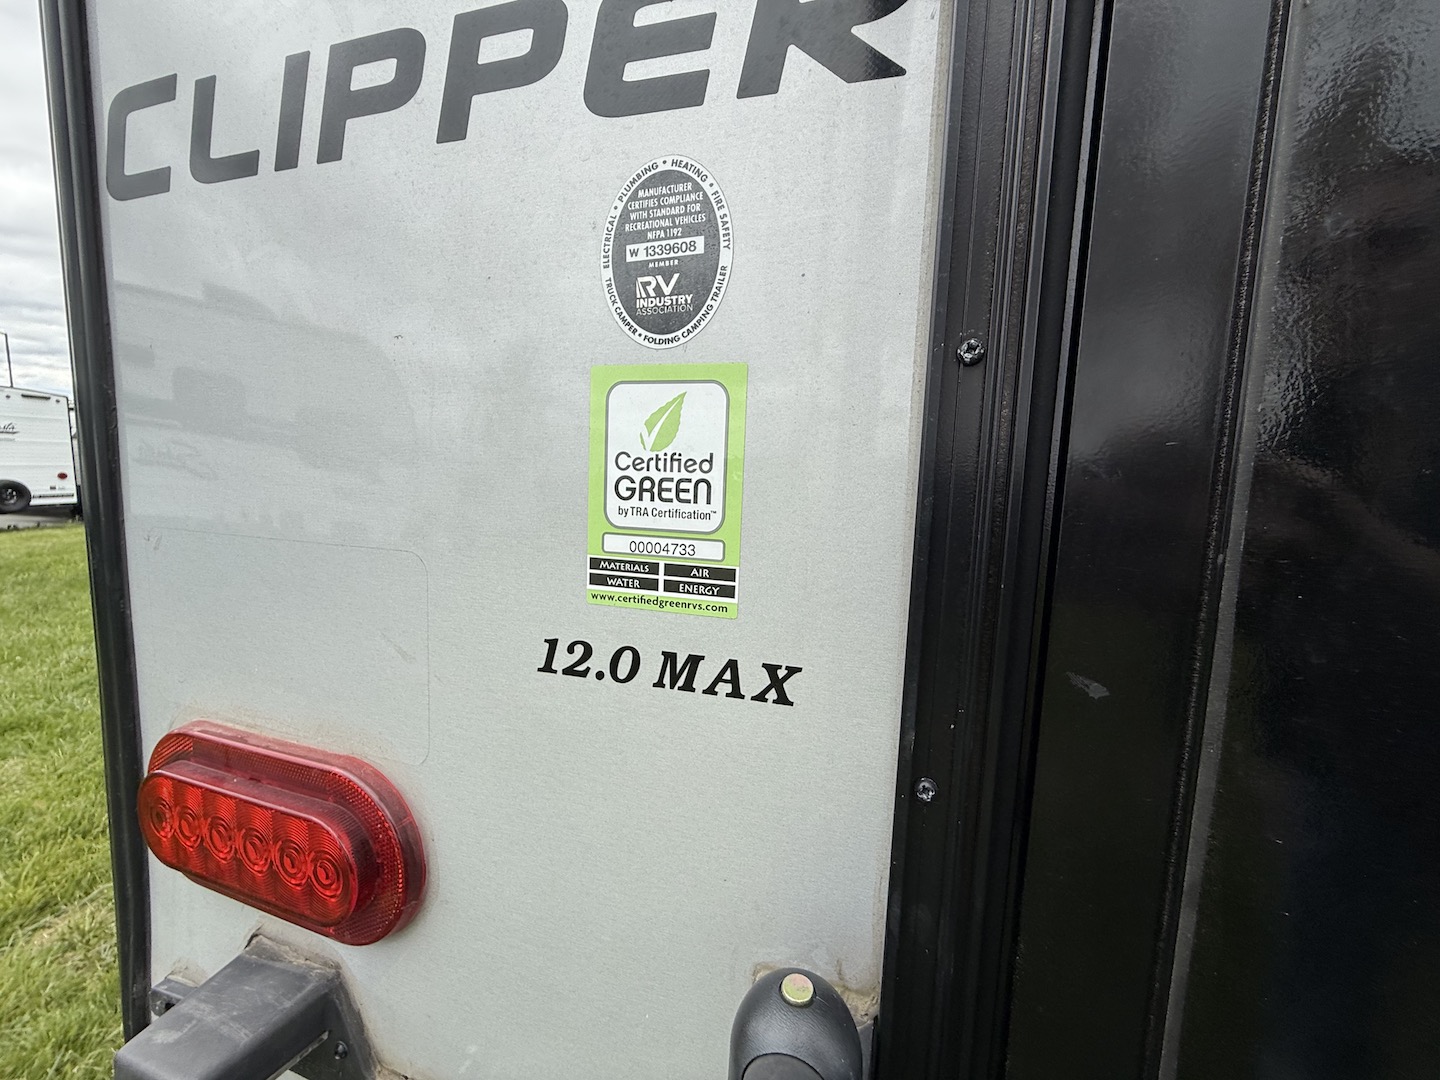 CLIPPER
ELECTRICAL • PLUMBING • HEATING • FIRE SAFETY
MANUFACTURER
CERTIFIES COMPLIANCE
WITH STANDARD FOR
RECREATIONAL VEHICLES
NFPA 1192
W 1339608
MEMBER
RV
INDUSTRY
ASSOCIATION
TRUCK CAMPER • FOLDING CAMPING TRAILER
Certified
GREEN
by TRA Certification™
00004733
MATERIALS AIR
WATER ENERGY
www.certifiedgreenrvs.com
12.0 MAX